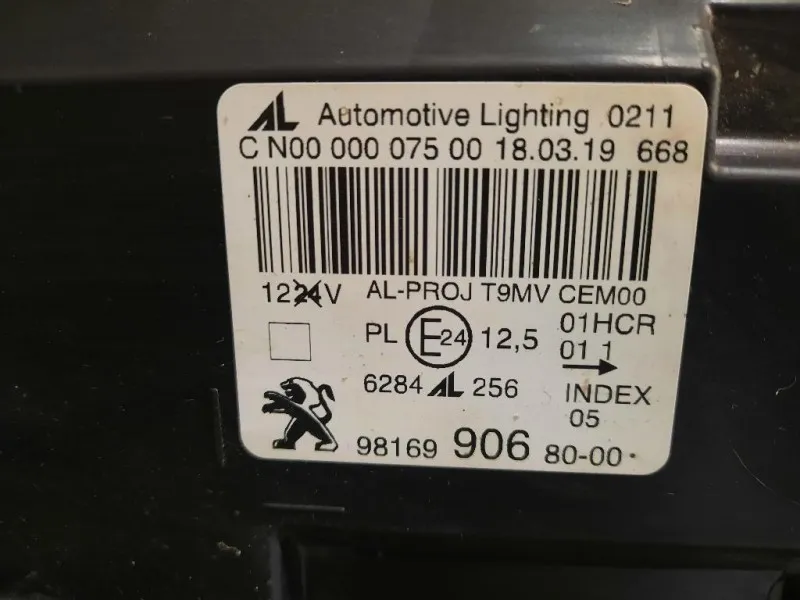 AL Automotive Lighting 0211
C N00 000 075 00 18.03.19 668
1224V AL-PROJ T9MV CEM00
PL E24 12,5 01HCR
01 1
6284 AL 256 INDEX
05
98169 906 80-00